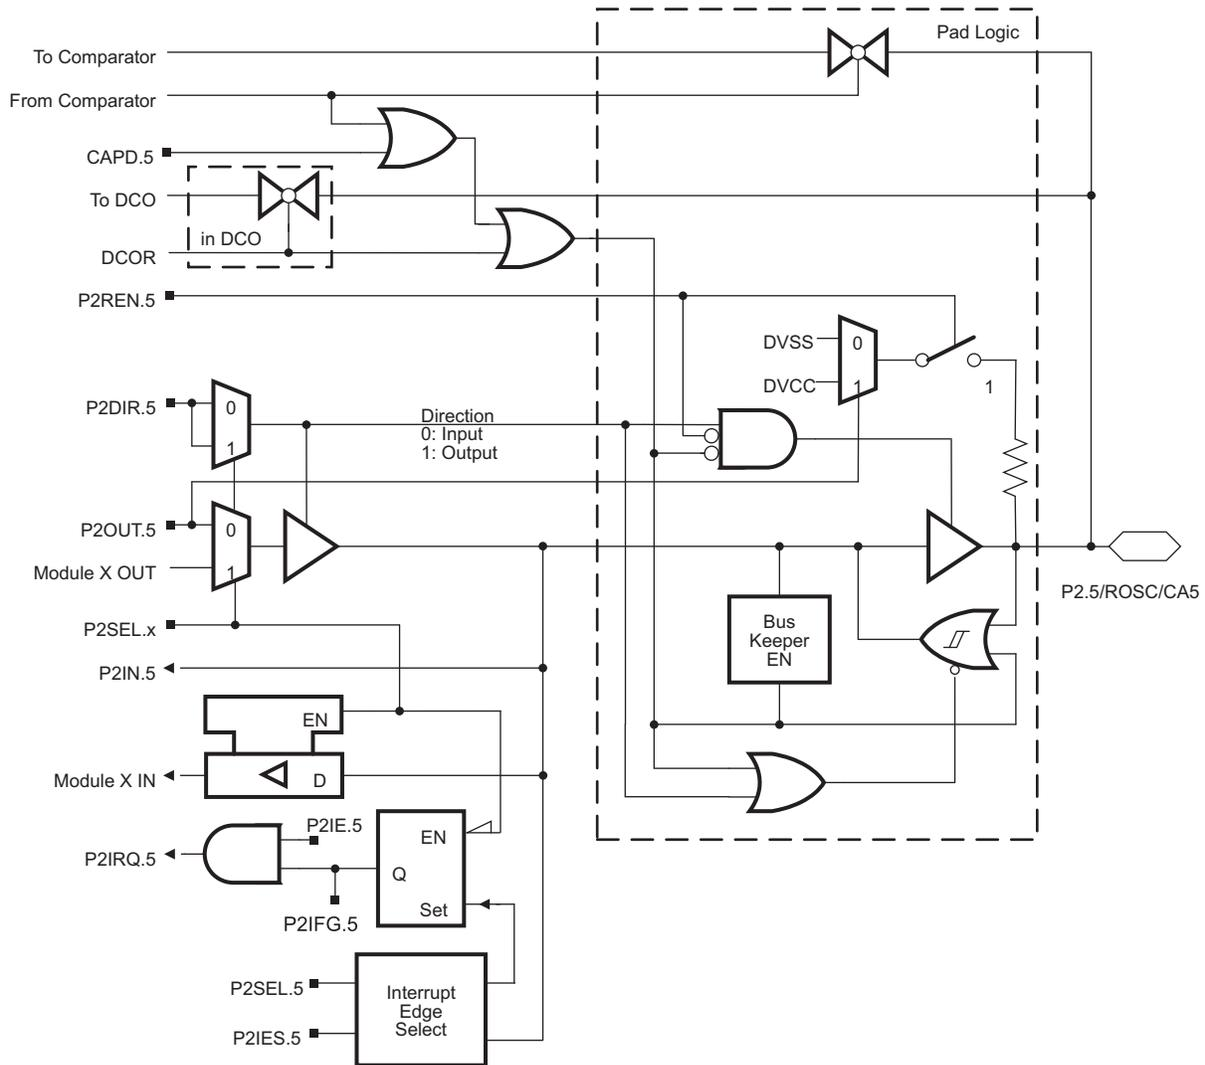 Pad Logic
To Comparator
From Comparator
CAPD.5
To DCO
in DCO
DCOR
P2REN.5
DVSS
0
DVCC
1
1
P2DIR.5
0
1
Direction
0: Input
1: Output
P2OUT.5
0
Module X OUT
1
P2.5/ROSC/CA5
P2SEL.x
Bus
Keeper
EN
P2IN.5
EN
Module X IN
D
P2IE.5
EN
P2IRQ.5
Q
Set
P2IFG.5
P2SEL.5
Interrupt
Edge
Select
P2IES.5